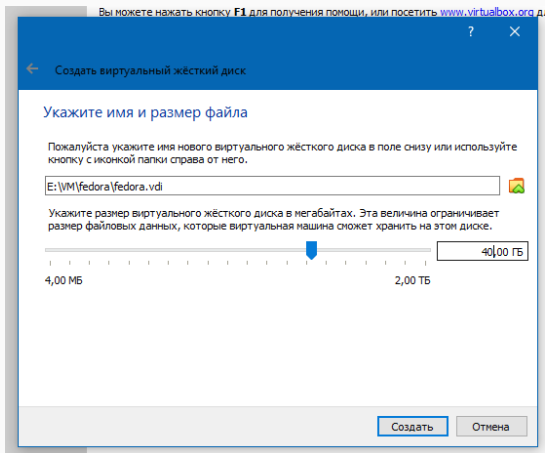 Вы можете нажать кнопку F1 для получения помощи, или посетить www.virtualbox.org
?
Создать виртуальный жёсткий диск
Укажите имя и размер файла
Пожалуйста укажите имя нового виртуального жёсткого диска в поле снизу или используйте
кнопку с иконкой папки справа от него.
E:\VM\fedora\fedora.vdi
Укажите размер виртуального жёсткого диска в мегабайтах. Эта величина ограничивает
размер файловых данных, которые виртуальная машина сможет хранить на этом диске.
40,00 ГБ
4,00 МБ 2,00 ТБ
Создать Отмена